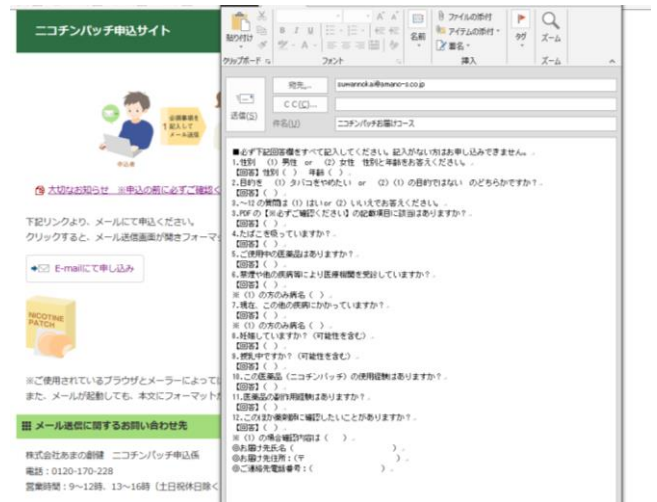 ニコチンパッチ申込サイト
1 必須事項を
記入して
メール送信
申込者
大切なお知らせ ※申込の前に必ずご確認く
下記リンクより、メールにて申込ください。
クリックすると、メール送信画面が開きフォーマッ
E-mailにて申し込み
NICOTINE
PATCH
※ご使用されているブラウザとメーラーによって
また、メールが起動しても、本文にフォーマット
メール送信に関するお問い合わせ先
株式会社あまの創健 ニコチンパッチ申込係
電話：0120-170-228
営業時間：9～12時、13～16時（土日祝休日除く
貼り付け
クリップボード
B I U
フォント
名前
ファイルの添付
アイテムの添付
署名
挿入
タグ
ズーム
ズーム
送信(S)
宛先...
sumannokai@amano-s.co.jp
CC(C)...
件名(U)
ニコチンパッチお届けコース
■必ず下記回答欄をすべて記入してください。記入がない方はお申し込みできません。
1.性別 (1) 男性 or (2) 女性 性別と年齢をお答えください。
【回答】性別( ) 年齢( )
2.目的を (1) タバコをやめたい or (2) (1) の目的ではない のどちらかですか？
【回答】( )
3.～12の質問は (1) はい or (2) いいえでお答えください。
3.PDFの【※必ずご確認ください】の記載項目に該当はありますか？
【回答】( )
4.たばこを吸っていますか？
【回答】( )
5.ご使用中の医薬品はありますか？
【回答】( )
6.禁煙や他の疾病等により医療機関を受診していますか？
【回答】( )
※ (1) の方のみ病名( )
7.現在、この他の疾病にかかっていますか？
【回答】( )
※ (1) の方のみ病名( )
8.妊娠していますか？（可能性を含む）
【回答】( )
9.授乳中ですか？（可能性を含む）
【回答】( )
10.この医薬品（ニコチンパッチ）の使用経験はありますか？
【回答】( )
11.医薬品の副作用経験はありますか？
【回答】( )
12.このほか薬剤師に確認したいことがありますか？
【回答】( )
※ (1) の場合確認内容は( )
◎お届け先氏名( )
◎お届け先住所：(〒 )
◎ご連絡先電話番号：( )